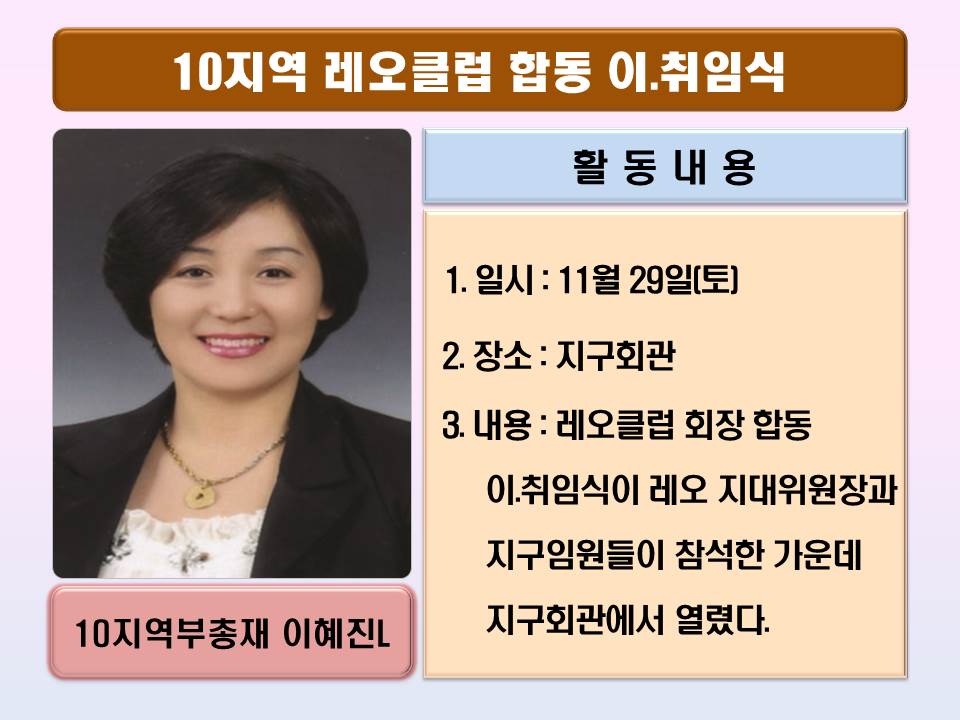 10지역 레오클럽 합동 이.취임식
활 동 내 용
1. 일시 : 11월 29일(토)
2. 장소 : 지구회관
3. 내용 : 레오클럽 회장 합동
이.취임식이 레오 지대위원장과
지구임원들이 참석한 가운데
지구회관에서 열렸다.
10지역부총재 이혜진L